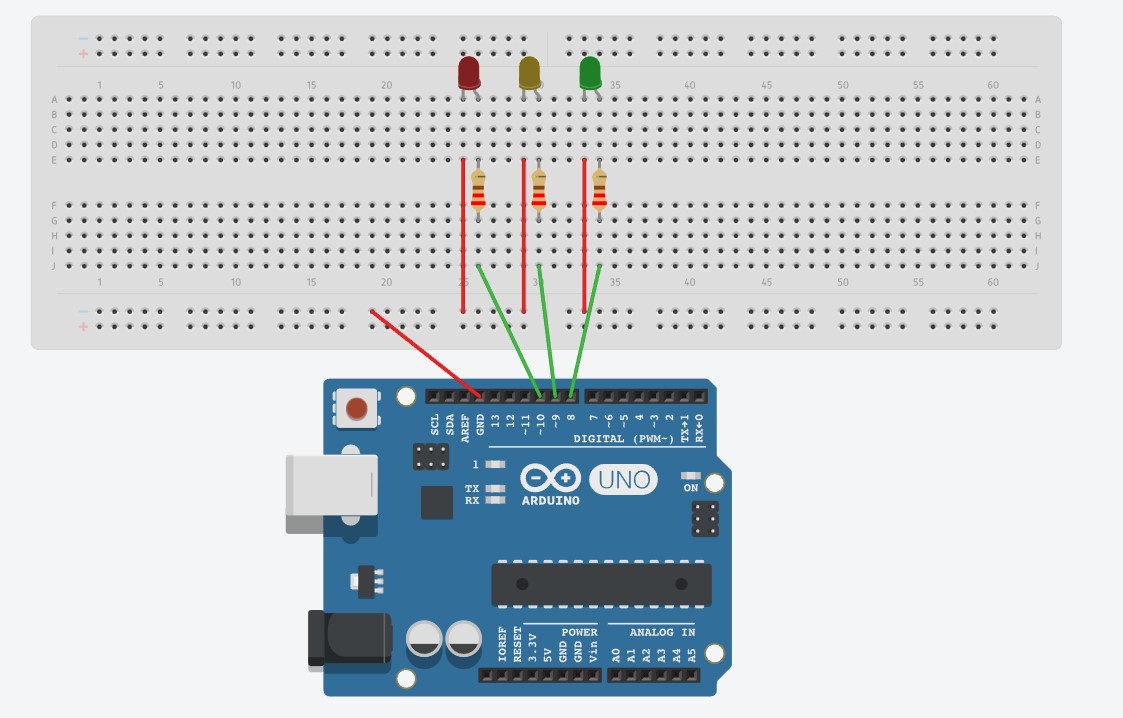 − −
+ +
1 5 10 15 20 30 35 40 45 50 55 60
A A
B B
C C
D D
E E
F F
G G
H H
I I
J J
1 5 10 15 20 25 30 35 40 45 50 55 60
− −
+ +
SCL SDA AREF GND 13 12 ~11 ~10 ~9 8 7 ~6 ~5 4 ~3 2 TX→1 RX←0
DIGITAL (PWM~)
1
TX
RX
− +
UNO
ARDUINO
ON
POWER ANALOG IN
IOREF RESET 3.3V 5V GND GND Vin A0 A1 A2 A3 A4 A5